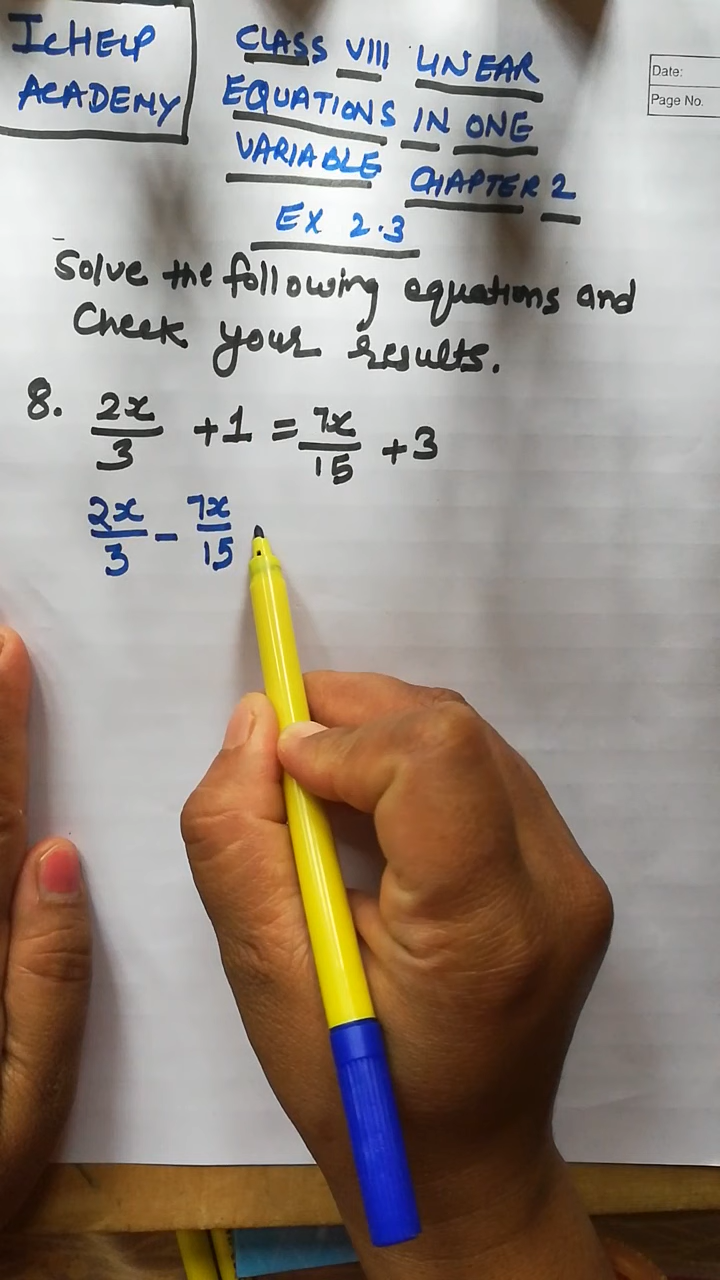 IcHELP
ACADEMY
CLASS VIII LINEAR
EQUATIONS IN ONE
VARIABLE CHAPTER 2
EX 2.3
Date:
Page No.
Solve the following equations and
Check your results.
8. 2x/3 + 1 = 7x/15 + 3
2x/3 - 7x/15